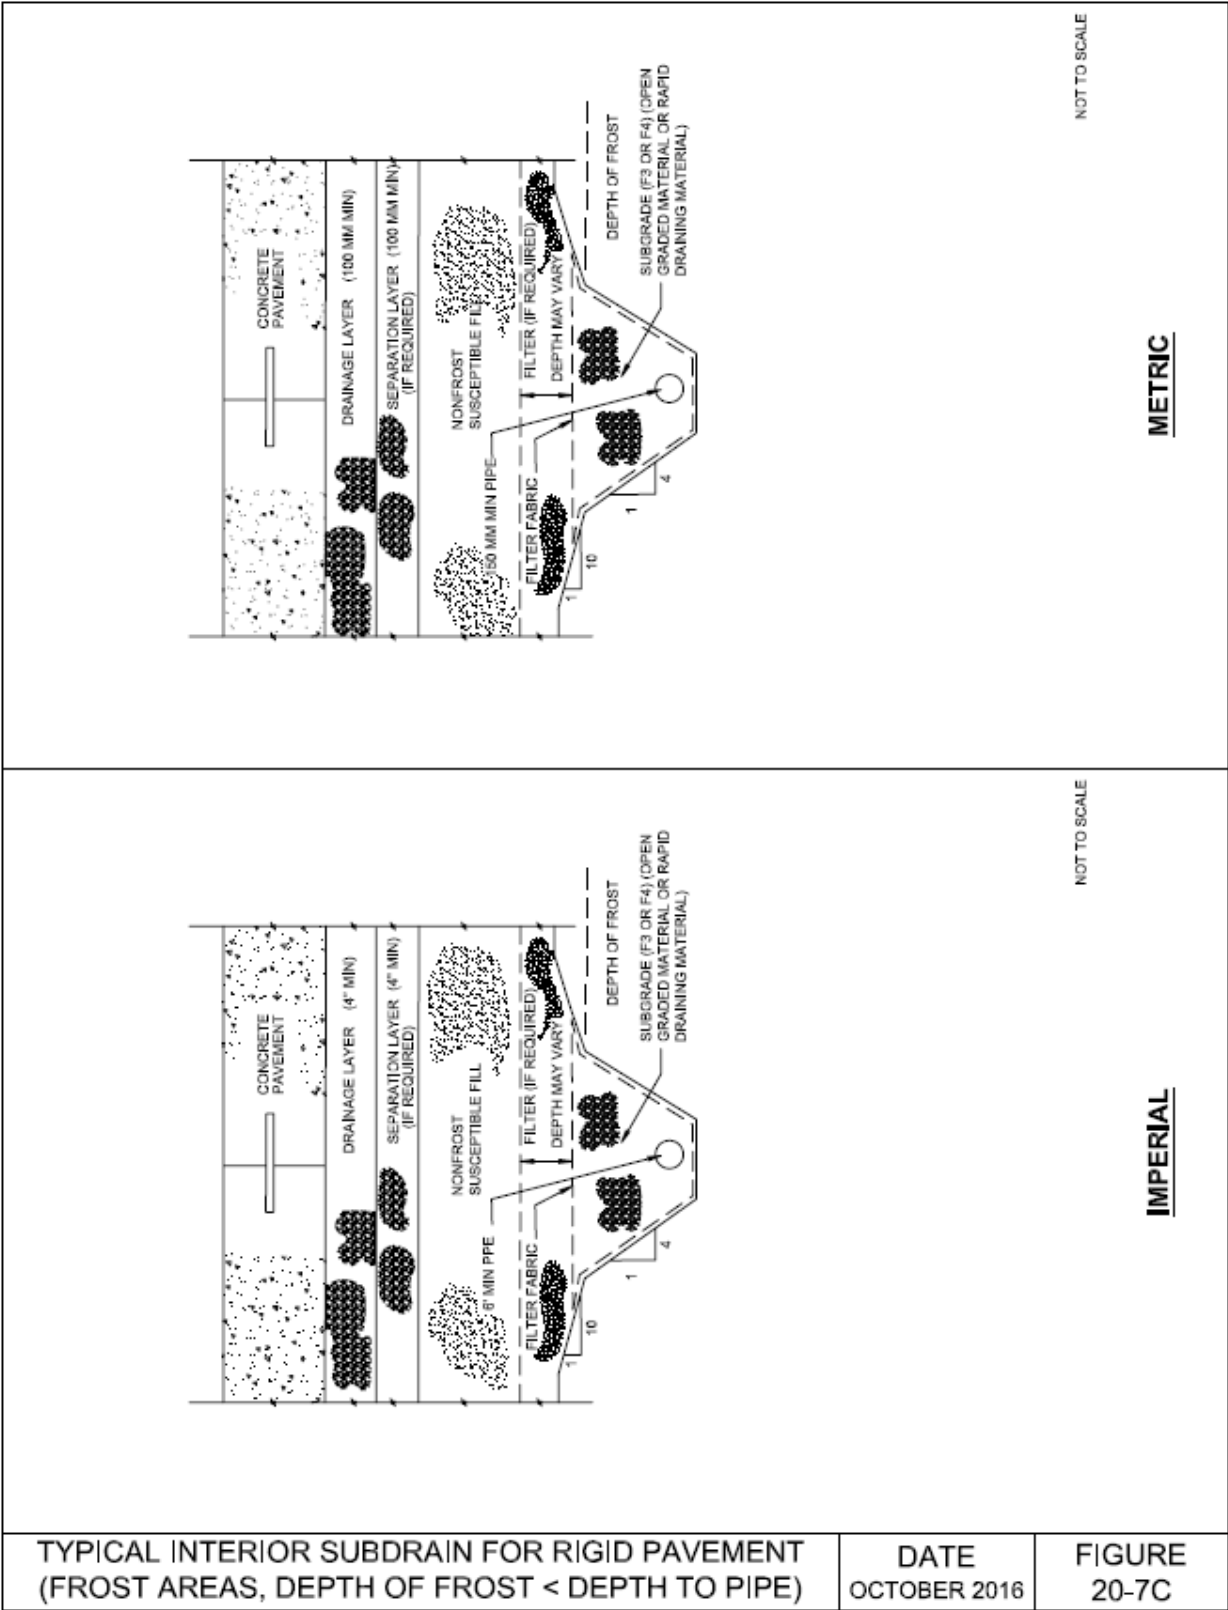 CONCRETE
PAVEMENT
DRAINAGE LAYER (100 MM MIN)
SEPARATION LAYER (100 MM MIN)
(IF REQUIRED)
NONFROST
SUSCEPTIBLE FILL
150 MM MIN PIPE
FILTER (IF REQUIRED)
DEPTH MAY VARY
FILTER FABRIC
1
10
1
4
DEPTH OF FROST
SUBGRADE (F3 OR F4) (OPEN
GRADED MATERIAL OR RAPID
DRAINING MATERIAL)
NOT TO SCALE
METRIC
CONCRETE
PAVEMENT
DRAINAGE LAYER (4" MIN)
SEPARATION LAYER (4" MIN)
(IF REQUIRED)
NONFROST
SUSCEPTIBLE FILL
6' MIN PPE
FILTER (IF REQUIRED)
DEPTH MAY VARY
FILTER FABRIC
1
10
1
4
DEPTH OF FROST
SUBGRADE (F3 OR F4) (OPEN
GRADED MATERIAL OR RAPID
DRAINING MATERIAL)
NOT TO SCALE
IMPERIAL
TYPICAL INTERIOR SUBDRAIN FOR RIGID PAVEMENT
(FROST AREAS, DEPTH OF FROST < DEPTH TO PIPE)
DATE
OCTOBER 2016
FIGURE
20-7C